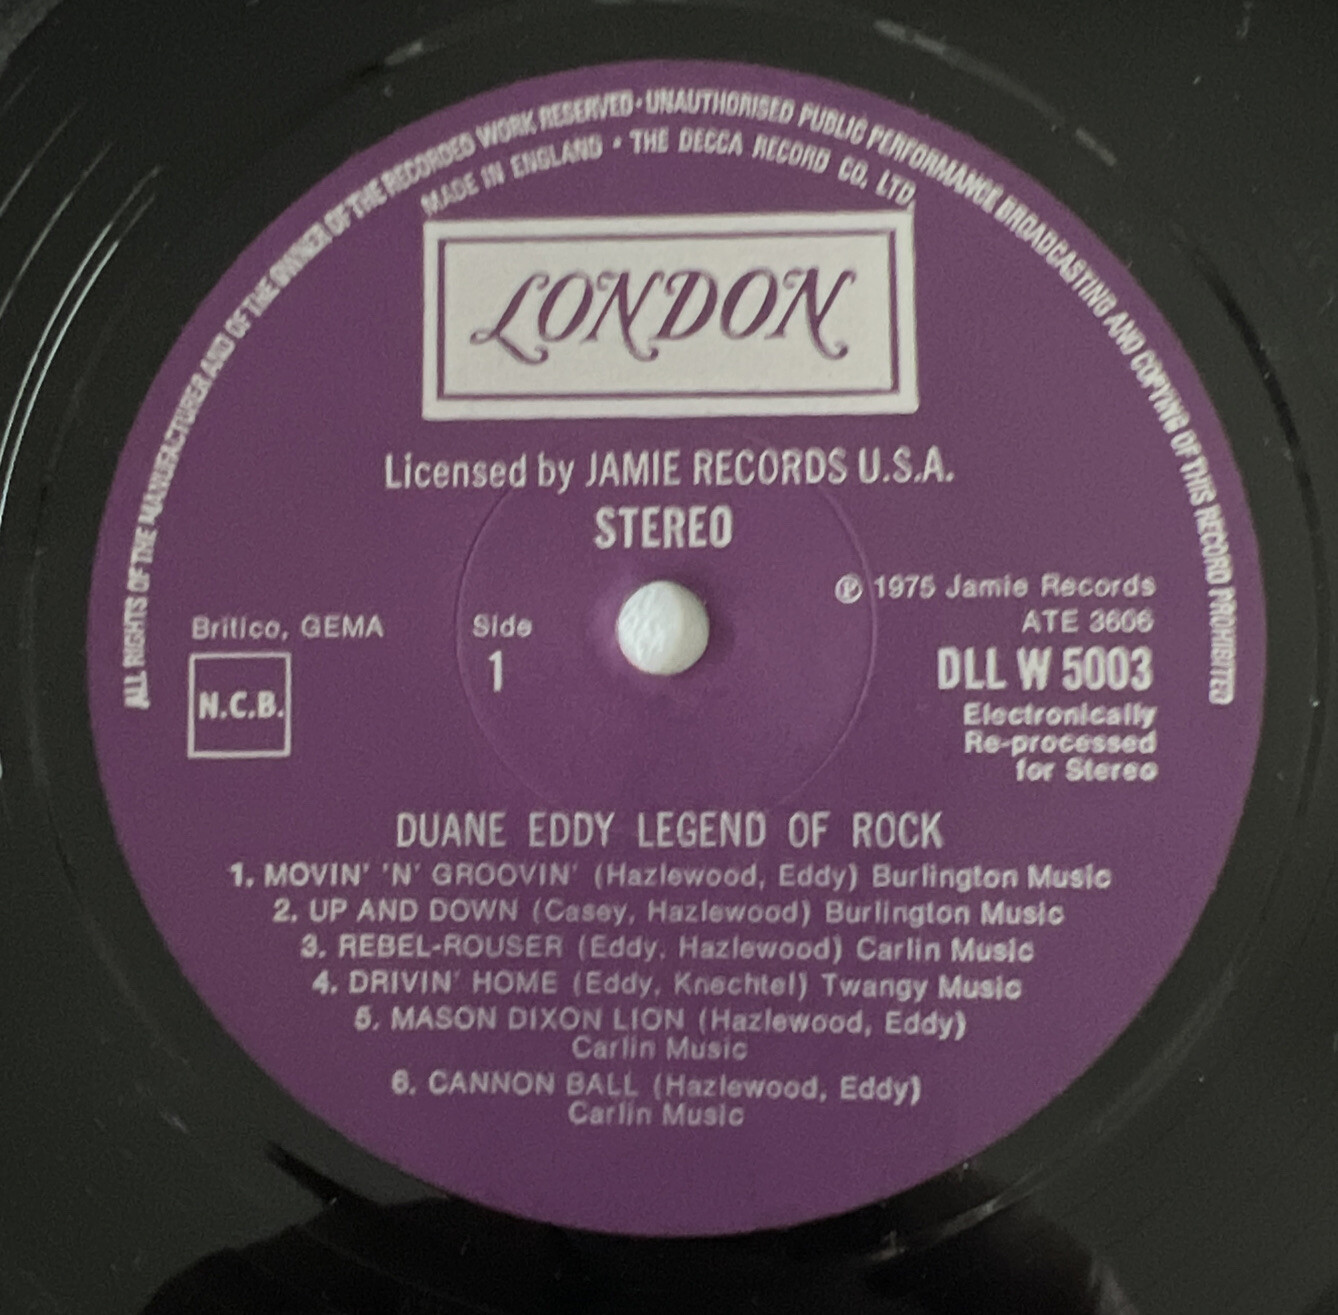 ALL RIGHTS OF THE MANUFACTURER AND OF THE OWNER OF THE RECORDED WORK RESERVED · UNAUTHORISED PUBLIC PERFORMANCE BROADCASTING AND COPYING OF THIS RECORD PROHIBITED
MADE IN ENGLAND · THE DECCA RECORD CO. LTD.
LONDON
Licensed by JAMIE RECORDS U.S.A.
STEREO
℗ 1975 Jamie Records
ATE 3606
Britico, GEMA
Side
1
DLL W 5003
N.C.B.
Electronically
Re-processed
for Stereo
DUANE EDDY LEGEND OF ROCK
1. MOVIN' 'N' GROOVIN' (Hazlewood, Eddy) Burlington Music
2. UP AND DOWN (Casey, Hazlewood) Burlington Music
3. REBEL-ROUSER (Eddy, Hazlewood) Carlin Music
4. DRIVIN' HOME (Eddy, Knechtel) Twangy Music
5. MASON DIXON LION (Hazlewood, Eddy)
Carlin Music
6. CANNON BALL (Hazlewood, Eddy)
Carlin Music